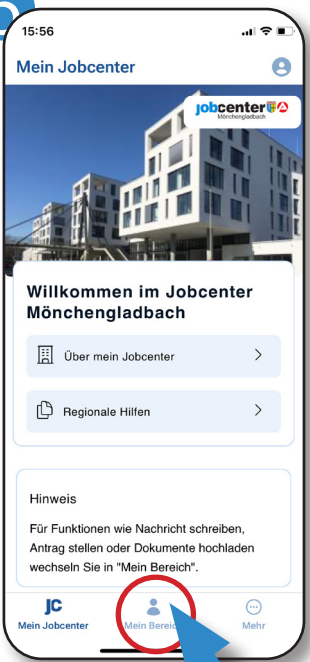 15:56
Mein Jobcenter
jobcenter
Mönchengladbach
Willkommen im Jobcenter
Mönchengladbach
Über mein Jobcenter
Regionale Hilfen
Hinweis
Für Funktionen wie Nachricht schreiben,
Antrag stellen oder Dokumente hochladen
wechseln Sie in "Mein Bereich".
JC
Mein Jobcenter
Mein Bereich
Mehr